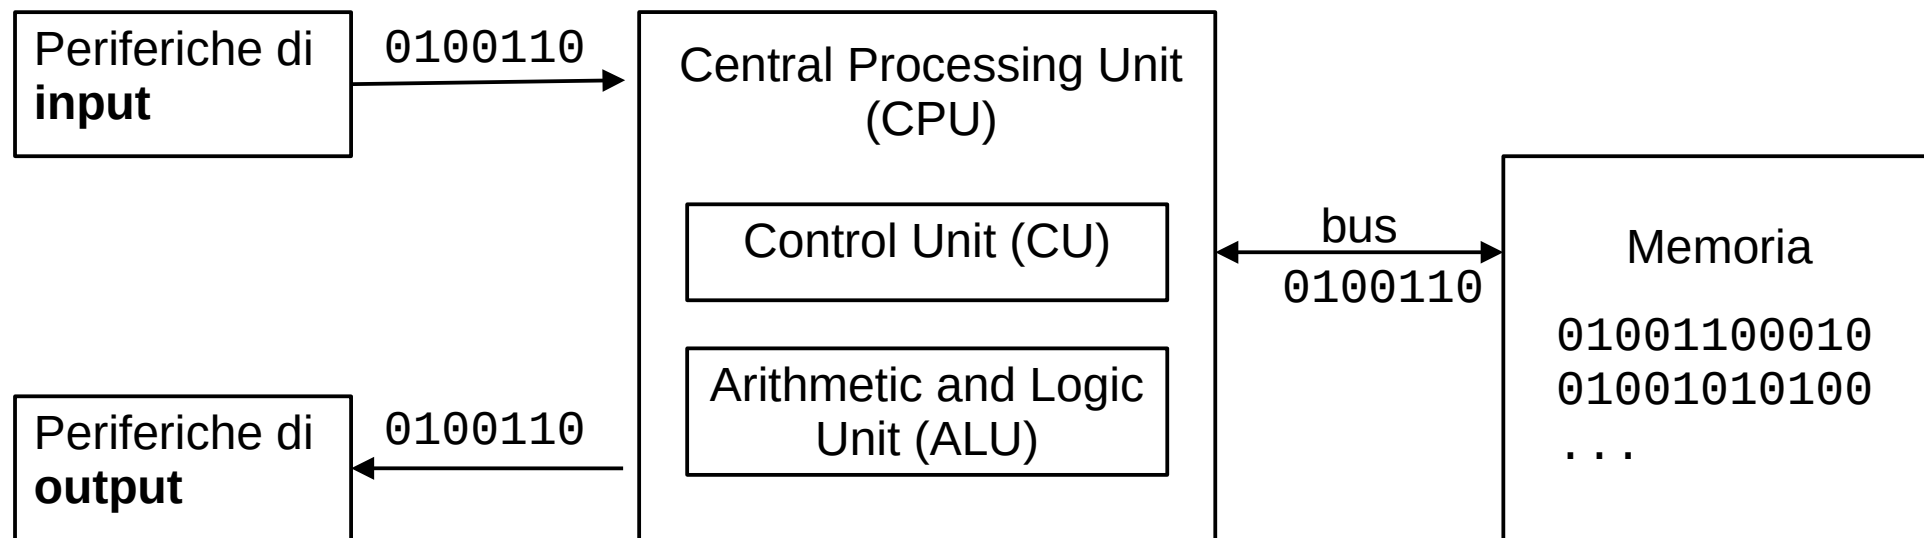 Periferiche di
input
0100110
Central Processing Unit
(CPU)
Control Unit (CU)
Arithmetic and Logic
Unit (ALU)
bus
0100110
Memoria
01001100010
01001010100
...
Periferiche di
output
0100110